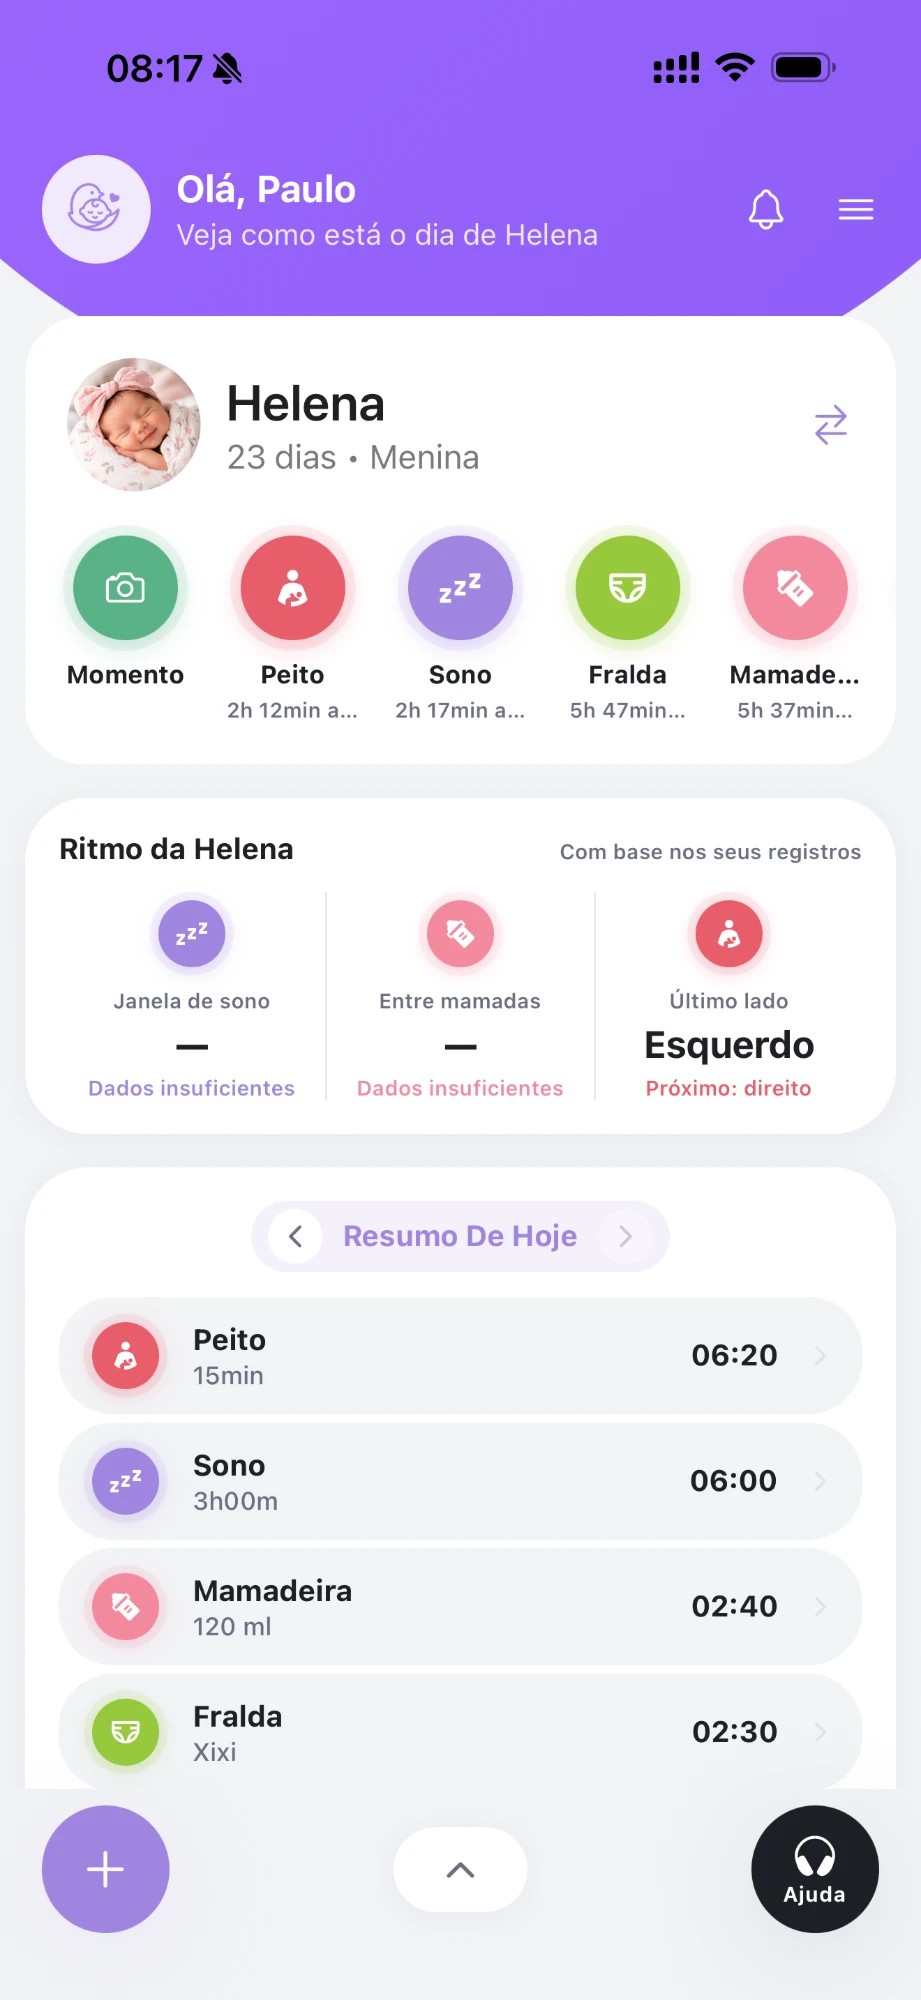 08:17
Olá, Paulo
Veja como está o dia de Helena
Helena
23 dias • Menina
Momento
Peito
2h 12min a...
Sono
2h 17min a...
Fralda
5h 47min...
Mamade...
5h 37min...
Ritmo da Helena
Com base nos seus registros
Janela de sono
—
Dados insuficientes
Entre mamadas
—
Dados insuficientes
Último lado
Esquerdo
Próximo: direito
Resumo De Hoje
Peito
15min
06:20
Sono
3h00m
06:00
Mamadeira
120 ml
02:40
Fralda
Xixi
02:30
Ajuda